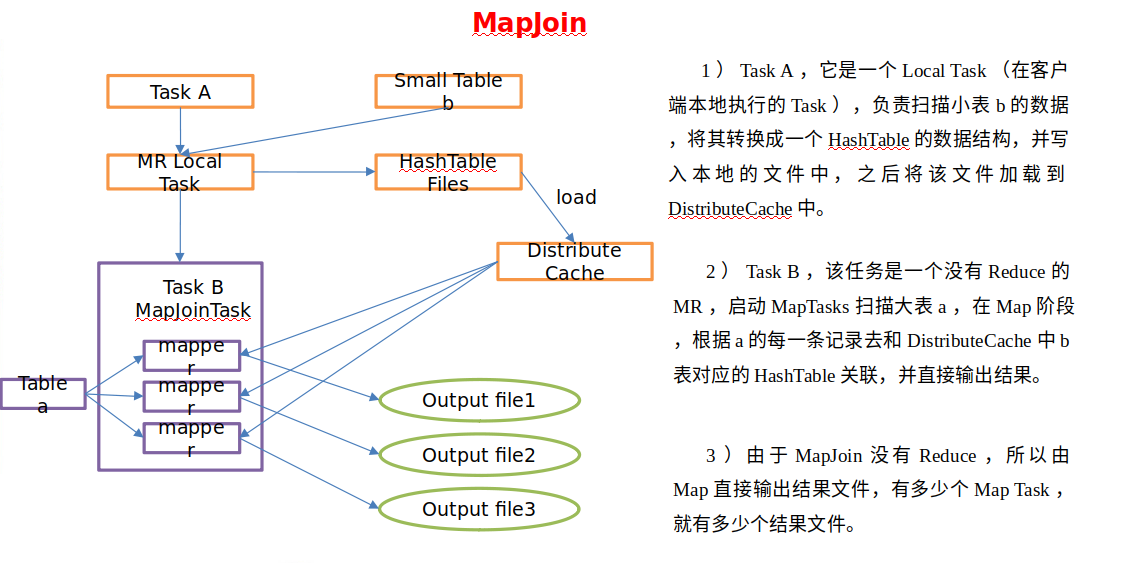 MapJoin
Task A
Small Table
b
MR Local
Task
HashTable
Files
load
Distribute
Cache
Task B
MapJoinTask
mappe
r
mappe
r
mappe
r
Table
a
Output file1
Output file2
Output file3
1） Task A ，它是一个 Local Task （在客户
端本地执行的 Task ），负责扫描小表 b 的数据
，将其转换成一个 HashTable 的数据结构，并写
入本地的文件中，之后将该文件加载到
DistributeCache 中。
2） Task B ，该任务是一个没有 Reduce 的
MR ，启动 MapTasks 扫描大表 a ，在 Map 阶段
，根据 a 的每一条记录去和 DistributeCache 中 b
表对应的 HashTable 关联，并直接输出结果。
3）由于 MapJoin 没有 Reduce ，所以由
Map 直接输出结果文件，有多少个 Map Task ，
就有多少个结果文件。